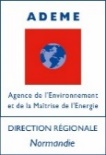 ADEME
Agence de l'Environnement
et de la Maîtrise de l'Energie
DIRECTION RÉGIONALE
Normandie